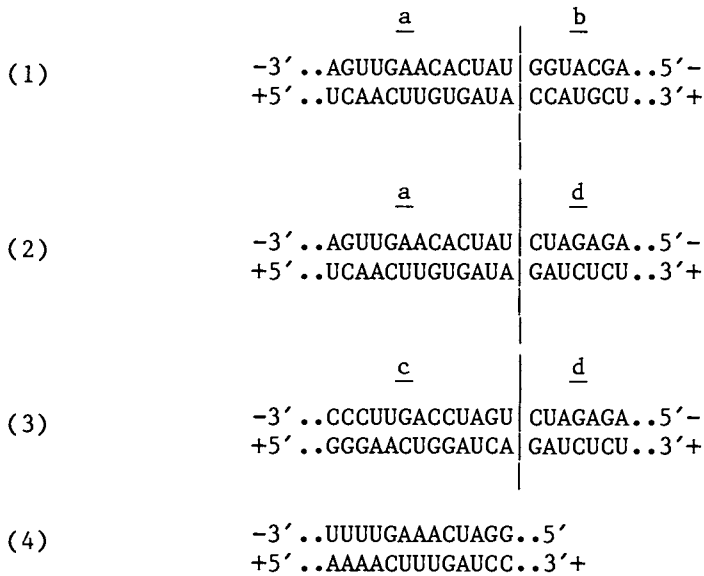 a b
(1) -3′..AGUUGAACACUAU GGUACGA..5′-
+5′..UCAACUUGUGAUA CCAUGCU..3′+
a d
(2) -3′..AGUUGAACACUAU CUAGAGA..5′-
+5′..UCAACUUGUGAUA GAUCUCU..3′+
c d
(3) -3′..CCCUUGACCUAGU CUAGAGA..5′-
+5′..GGGAACUGGAUCA GAUCUCU..3′+
(4) -3′..UUUUGAAACUAGG..5′
+5′..AAAACUUUGAUCC..3′+